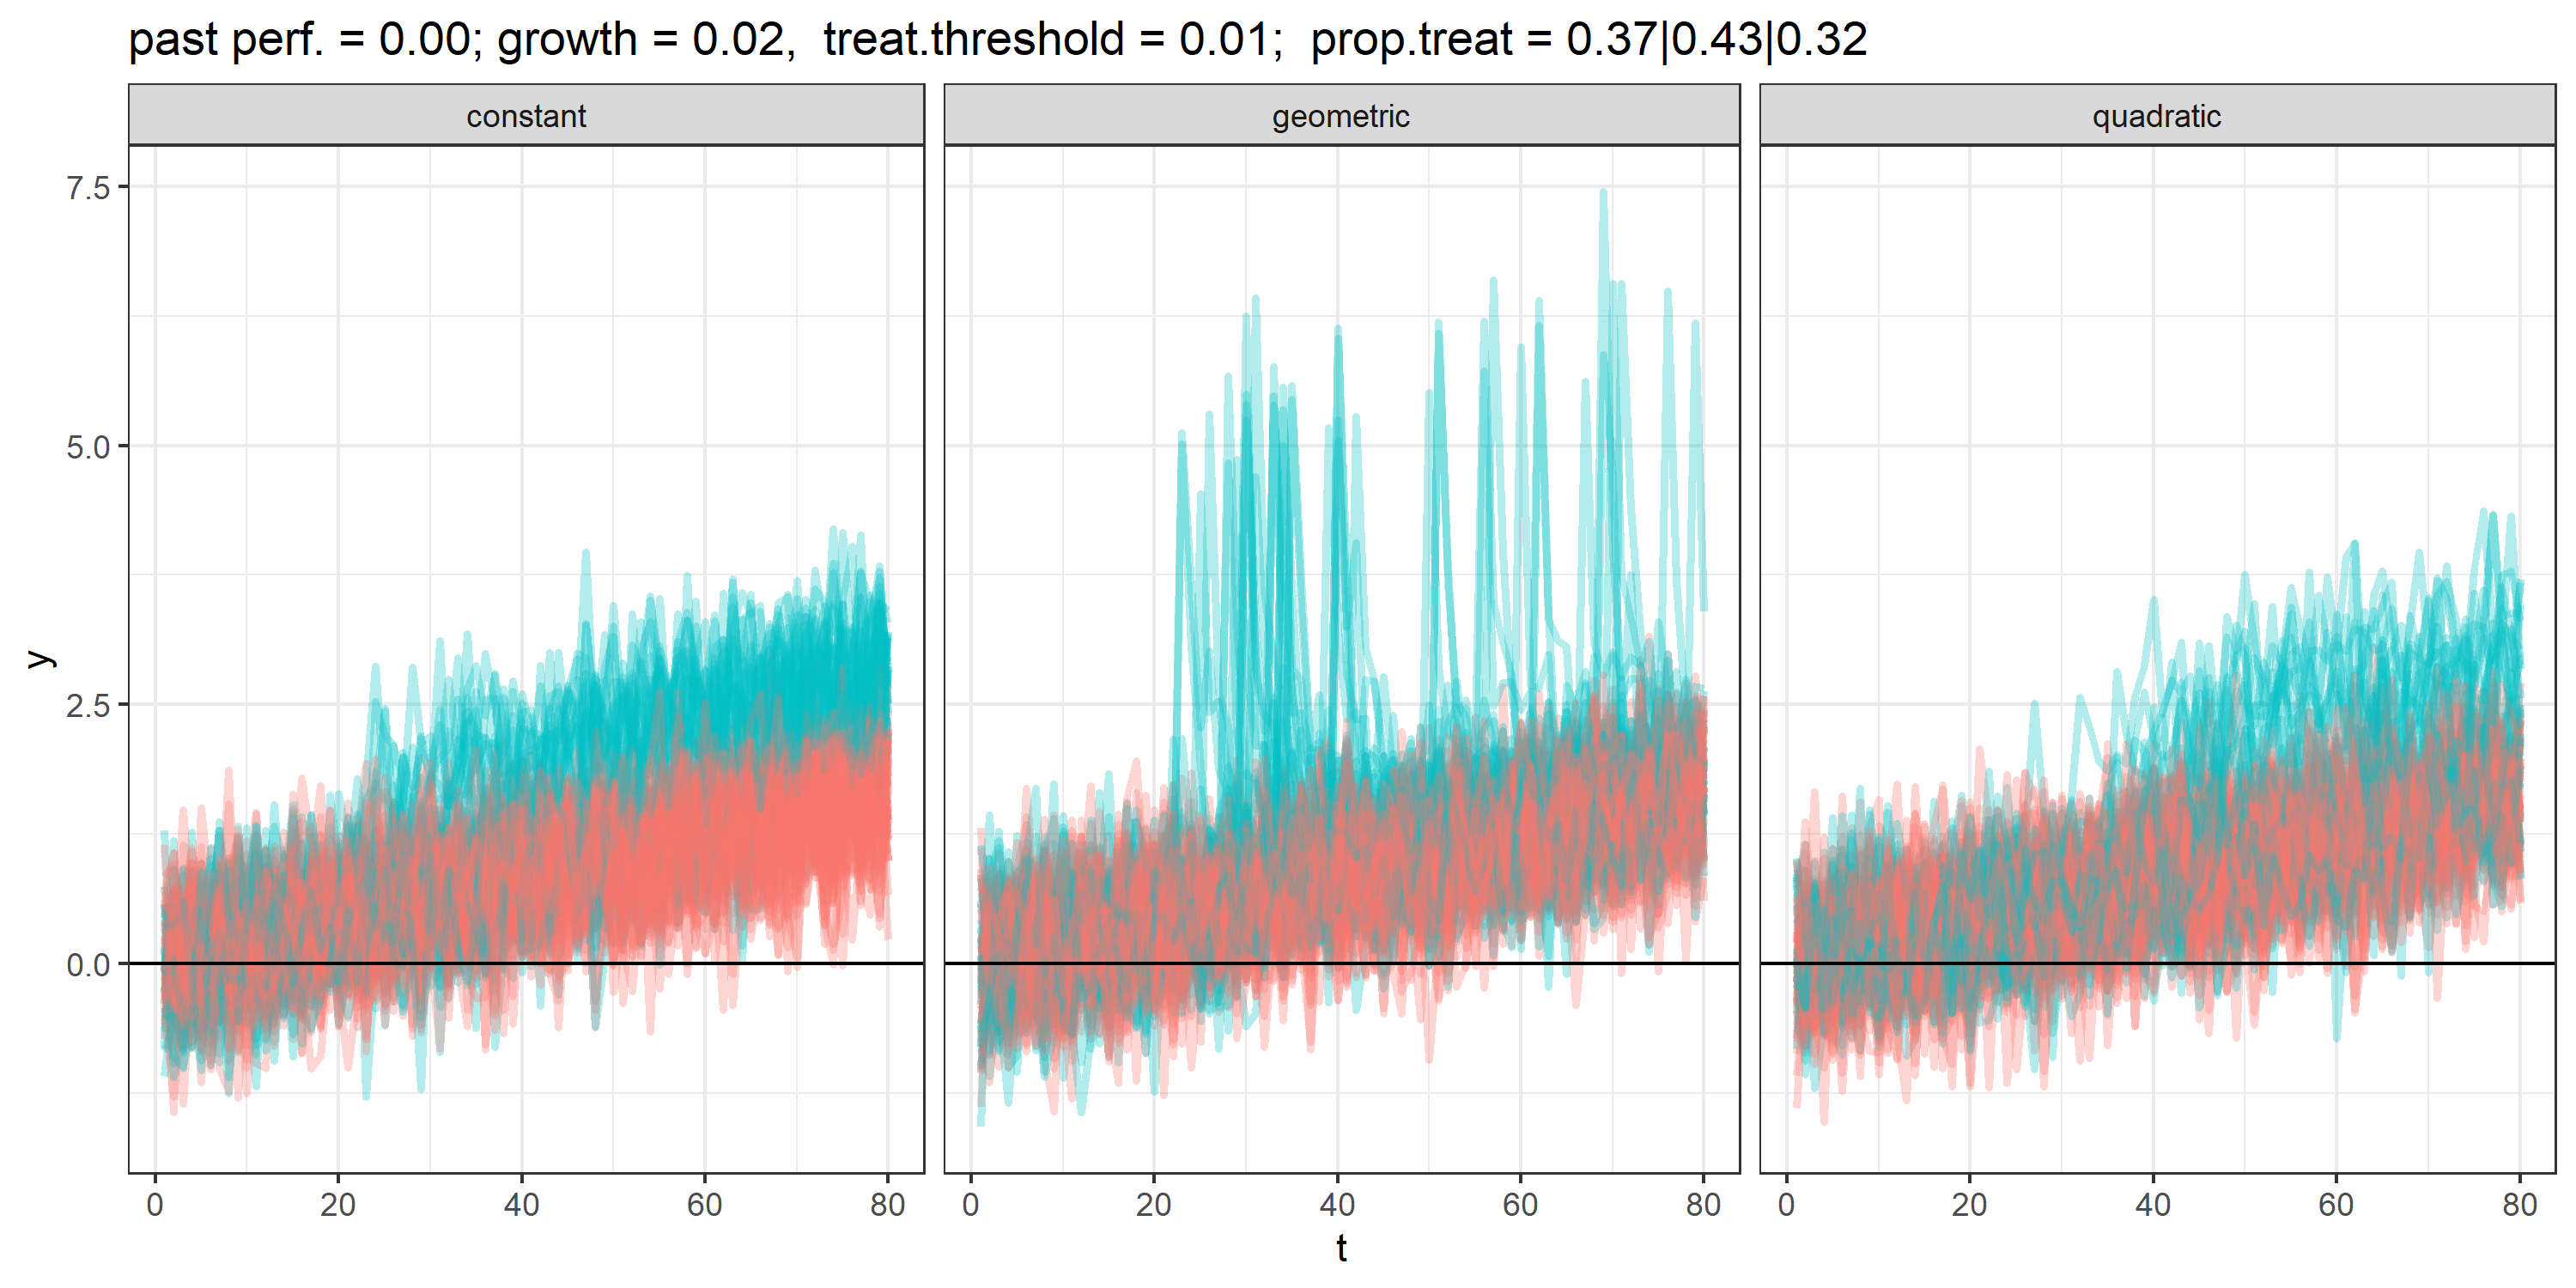 past perf. = 0.00; growth = 0.02,  treat.threshold = 0.01;  prop.treat = 0.37|0.43|0.32
constant
geometric
quadratic
7.5
5.0
2.5
0.0
y
0 20 40 60 80
0 20 40 60 80
0 20 40 60 80
t